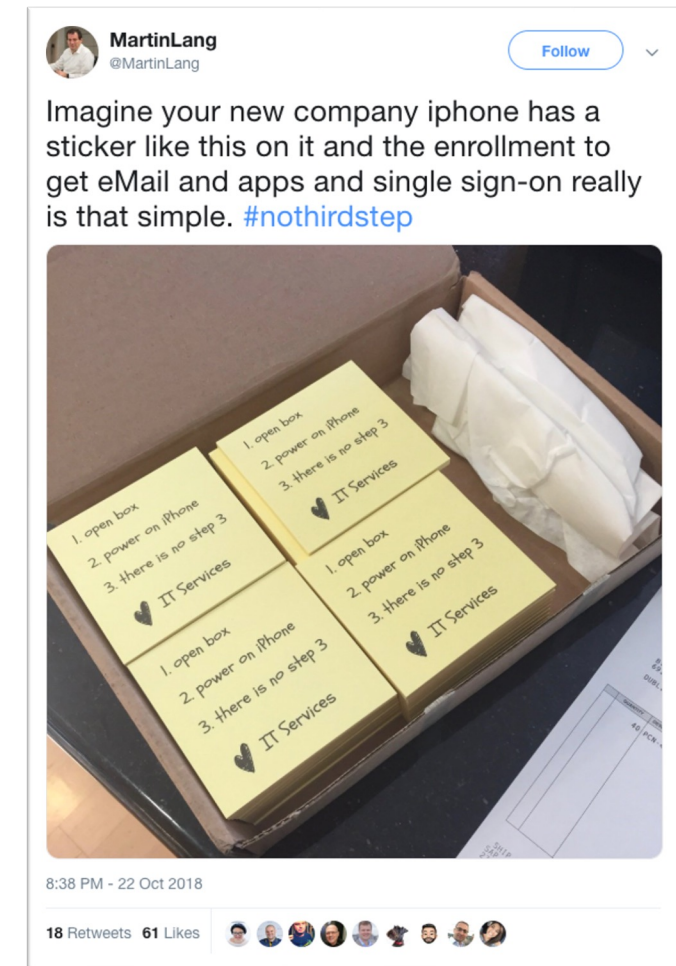 MartinLang
@MartinLang
Follow
Imagine your new company iphone has a
sticker like this on it and the enrollment to
get eMail and apps and single sign-on really
is that simple. #nothirdstep
1. open box
2. power on iPhone
3. there is no step 3
IT Services
1. open box
2. power on iPhone
3. there is no step 3
IT Services
1. open box
2. power on iPhone
3. there is no step 3
IT Services
1. open box
2. power on iPhone
3. there is no step 3
IT Services
8:38 PM - 22 Oct 2018
18 Retweets 61 Likes